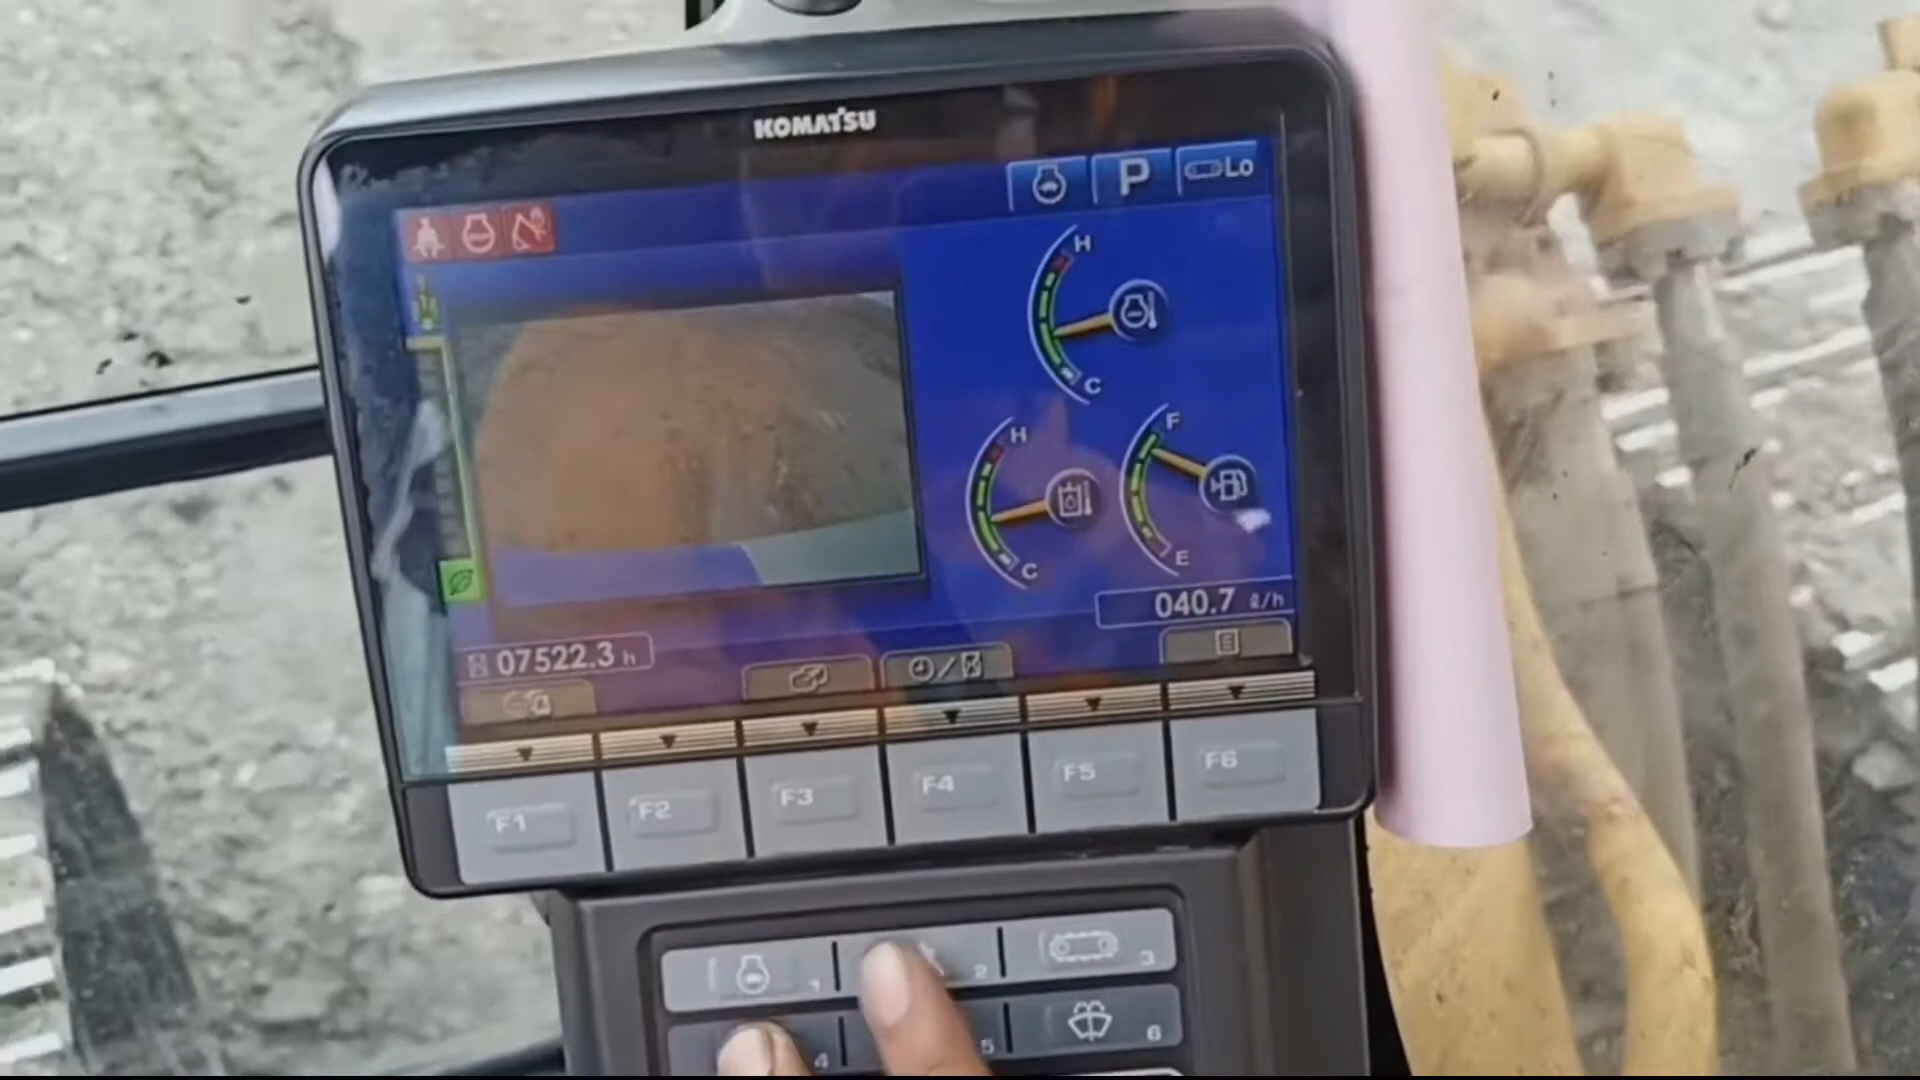 KOMATSU
P
Lo
H
C
H
C
F
E
040.7 ℓ/h
07522.3 h
F1 F2 F3 F4 F5 F6
1 2 3
4 5 6